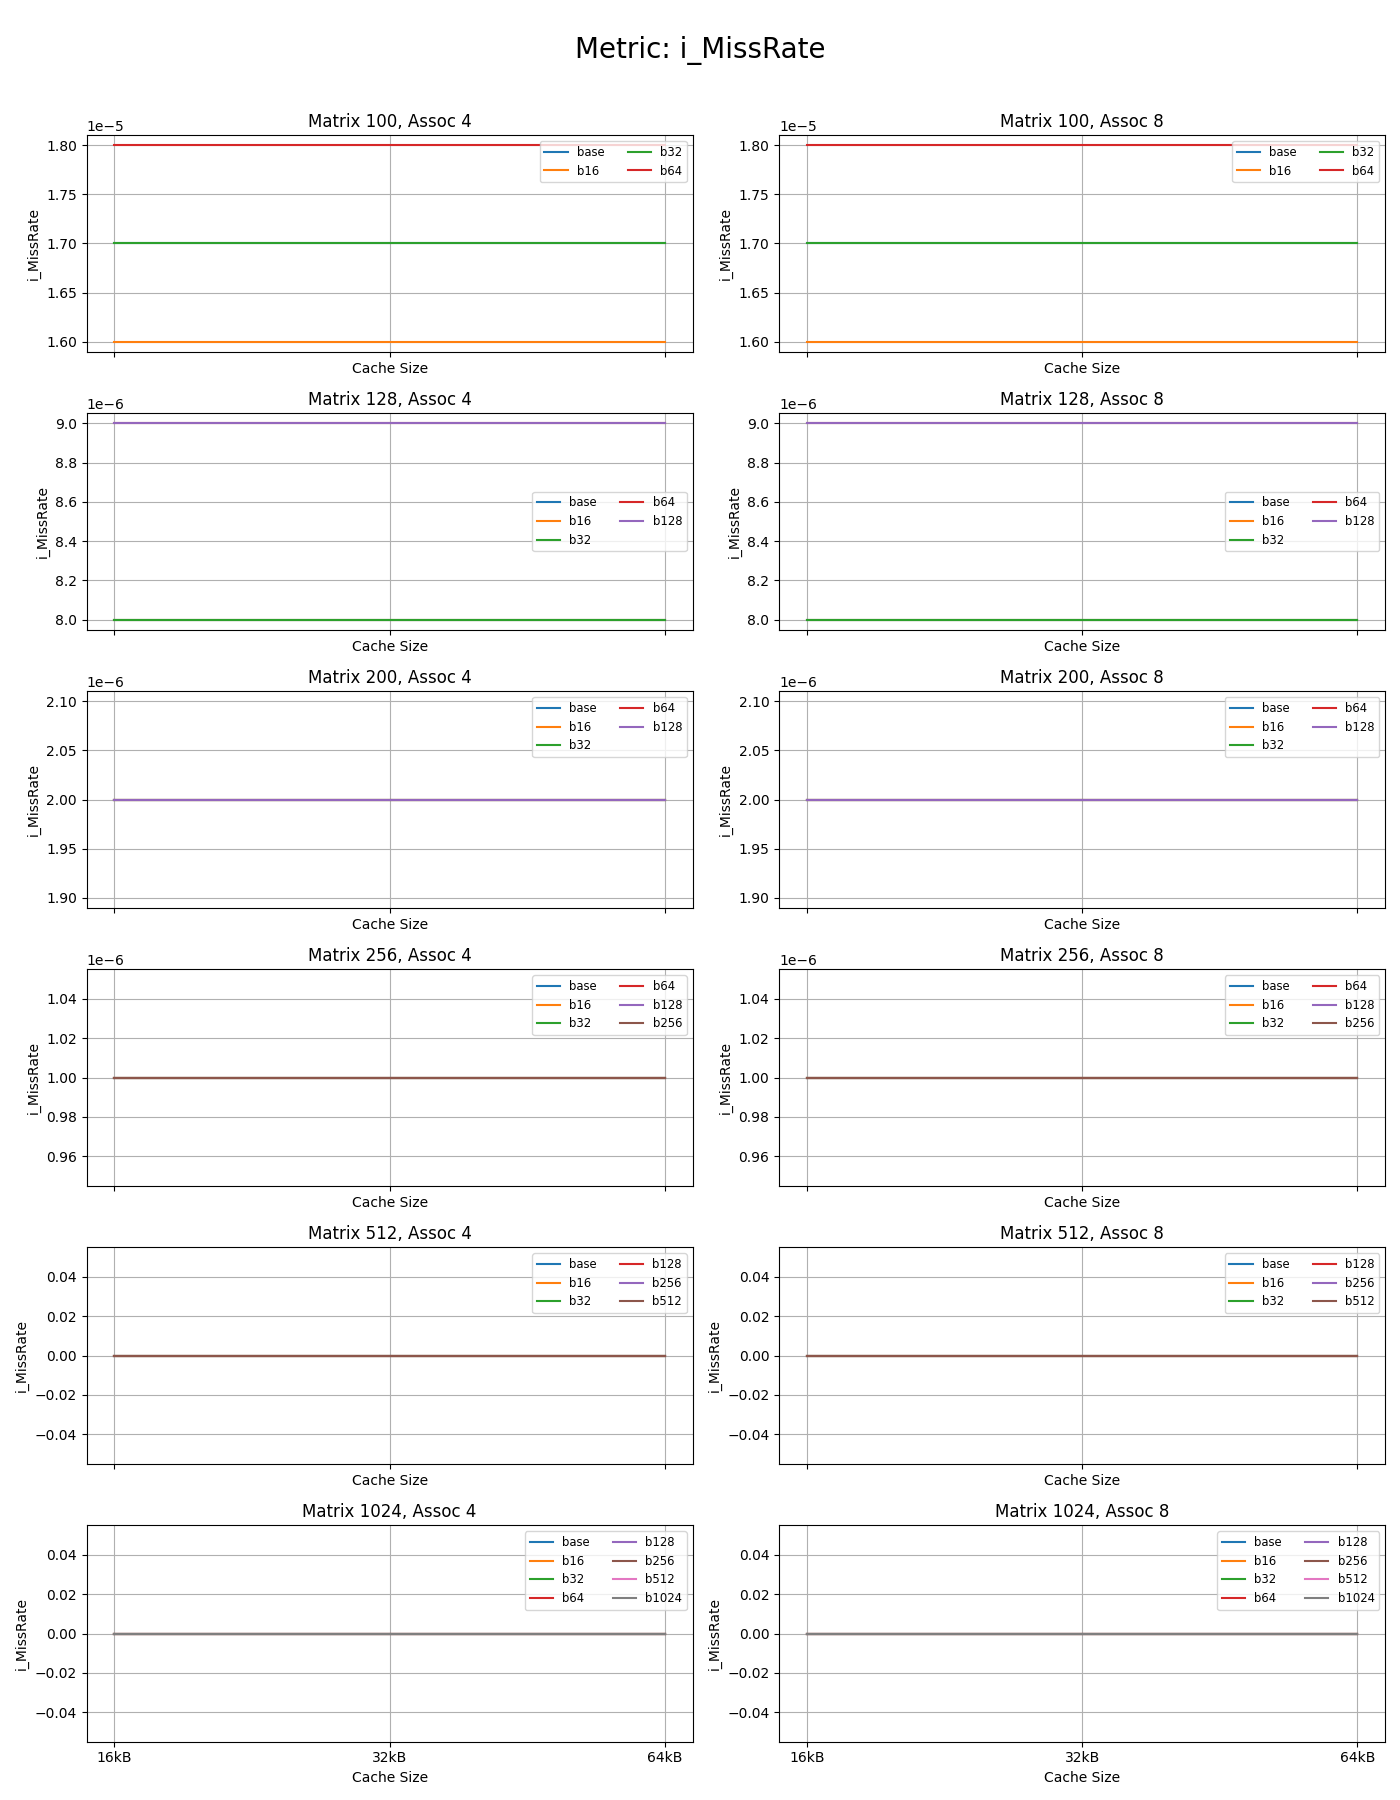 Metric: i_MissRate
Matrix 100, Assoc 4
1e−5
1.80
1.75
1.70
1.65
1.60
i_MissRate
base b32
b16 b64
Cache Size
Matrix 100, Assoc 8
1e−5
1.80
1.75
1.70
1.65
1.60
i_MissRate
base b32
b16 b64
Cache Size
Matrix 128, Assoc 4
1e−6
9.0
8.8
8.6
8.4
8.2
8.0
i_MissRate
base b64
b16 b128
b32
Cache Size
Matrix 128, Assoc 8
1e−6
9.0
8.8
8.6
8.4
8.2
8.0
i_MissRate
base b64
b16 b128
b32
Cache Size
Matrix 200, Assoc 4
1e−6
2.10
2.05
2.00
1.95
1.90
i_MissRate
base b64
b16 b128
b32
Cache Size
Matrix 200, Assoc 8
1e−6
2.10
2.05
2.00
1.95
1.90
i_MissRate
base b64
b16 b128
b32
Cache Size
Matrix 256, Assoc 4
1e−6
1.04
1.02
1.00
0.98
0.96
i_MissRate
base b64
b16 b128
b32 b256
Cache Size
Matrix 256, Assoc 8
1e−6
1.04
1.02
1.00
0.98
0.96
i_MissRate
base b64
b16 b128
b32 b256
Cache Size
Matrix 512, Assoc 4
0.04
0.02
0.00
−0.02
−0.04
i_MissRate
base b128
b16 b256
b32 b512
Cache Size
Matrix 512, Assoc 8
0.04
0.02
0.00
−0.02
−0.04
i_MissRate
base b128
b16 b256
b32 b512
Cache Size
Matrix 1024, Assoc 4
0.04
0.02
0.00
−0.02
−0.04
i_MissRate
base b128
b16 b256
b32 b512
b64 b1024
16kB 32kB 64kB
Cache Size
Matrix 1024, Assoc 8
0.04
0.02
0.00
−0.02
−0.04
i_MissRate
base b128
b16 b256
b32 b512
b64 b1024
16kB 32kB 64kB
Cache Size